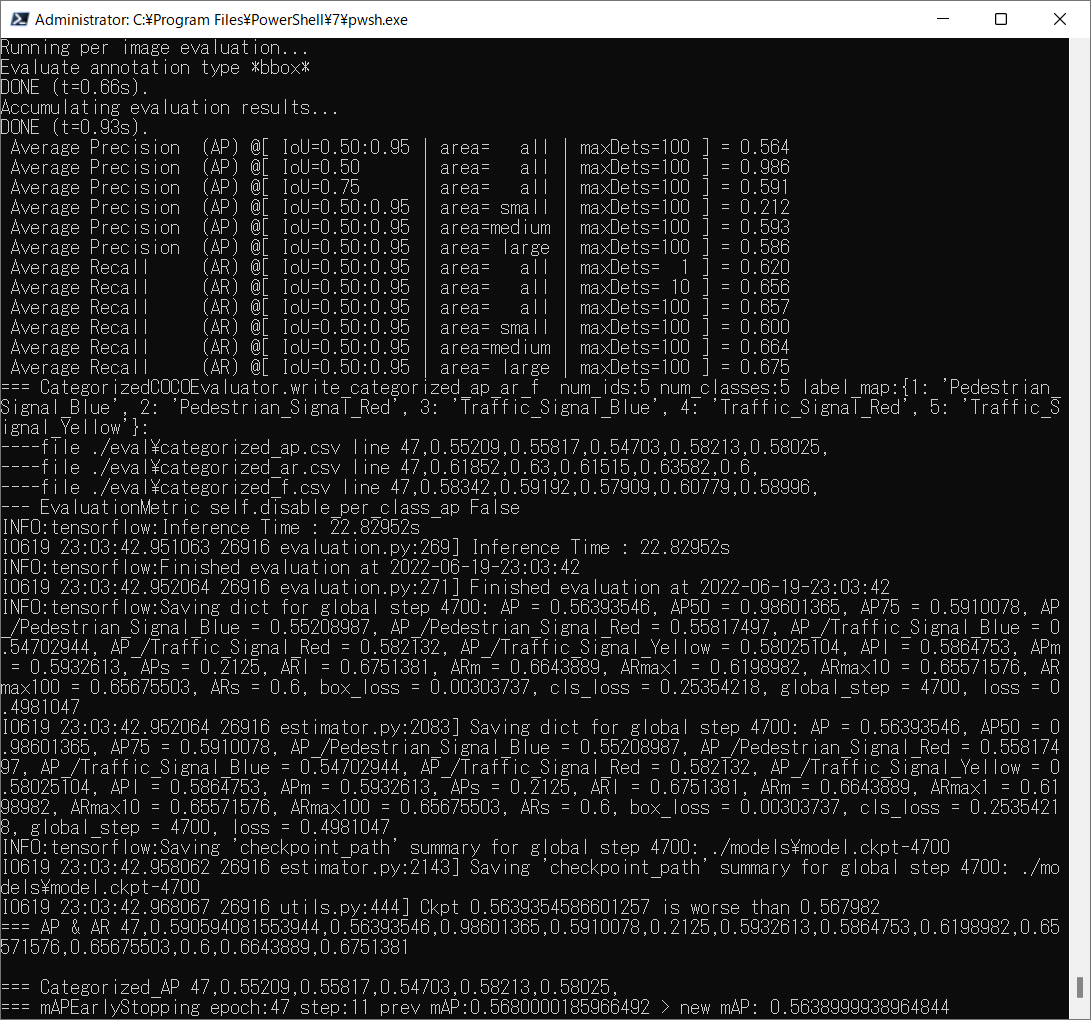 Administrator: C:¥Program Files¥PowerShell¥7¥pwsh.exe
Running per image evaluation...
Evaluate annotation type *bbox*
DONE (t=0.66s).
Accumulating evaluation results...
DONE (t=0.93s).
 Average Precision  (AP) @[ IoU=0.50:0.95 | area=   all | maxDets=100 ] = 0.564
 Average Precision  (AP) @[ IoU=0.50      | area=   all | maxDets=100 ] = 0.986
 Average Precision  (AP) @[ IoU=0.75      | area=   all | maxDets=100 ] = 0.591
 Average Precision  (AP) @[ IoU=0.50:0.95 | area= small | maxDets=100 ] = 0.212
 Average Precision  (AP) @[ IoU=0.50:0.95 | area=medium | maxDets=100 ] = 0.593
 Average Precision  (AP) @[ IoU=0.50:0.95 | area= large | maxDets=100 ] = 0.586
 Average Recall     (AR) @[ IoU=0.50:0.95 | area=   all | maxDets=  1 ] = 0.620
 Average Recall     (AR) @[ IoU=0.50:0.95 | area=   all | maxDets= 10 ] = 0.656
 Average Recall     (AR) @[ IoU=0.50:0.95 | area=   all | maxDets=100 ] = 0.657
 Average Recall     (AR) @[ IoU=0.50:0.95 | area= small | maxDets=100 ] = 0.600
 Average Recall     (AR) @[ IoU=0.50:0.95 | area=medium | maxDets=100 ] = 0.664
 Average Recall     (AR) @[ IoU=0.50:0.95 | area= large | maxDets=100 ] = 0.675
=== CategorizedCOCOEvaluator.write_categorized_ap_ar_f  num_ids:5 num_classes:5 label_map:{1: 'Pedestrian_
Signal_Blue', 2: 'Pedestrian_Signal_Red', 3: 'Traffic_Signal_Blue', 4: 'Traffic_Signal_Red', 5: 'Traffic_S
ignal_Yellow'}:
----file ./eval¥categorized_ap.csv line 47,0.55209,0.55817,0.54703,0.58213,0.58025,
----file ./eval¥categorized_ar.csv line 47,0.61852,0.63,0.61515,0.63582,0.6,
----file ./eval¥categorized_f.csv line 47,0.58342,0.59192,0.57909,0.60779,0.58996,
--- EvaluationMetric self.disable_per_class_ap False
INFO:tensorflow:Inference Time : 22.82952s
I0619 23:03:42.951063 26916 evaluation.py:269] Inference Time : 22.82952s
INFO:tensorflow:Finished evaluation at 2022-06-19-23:03:42
I0619 23:03:42.952064 26916 evaluation.py:271] Finished evaluation at 2022-06-19-23:03:42
INFO:tensorflow:Saving dict for global step 4700: AP = 0.56393546, AP50 = 0.98601365, AP75 = 0.5910078, AP
_/Pedestrian_Signal_Blue = 0.55208987, AP_/Pedestrian_Signal_Red = 0.55817497, AP_/Traffic_Signal_Blue = 0
.54702944, AP_/Traffic_Signal_Red = 0.582132, AP_/Traffic_Signal_Yellow = 0.58025104, APl = 0.5864753, APm
 = 0.5932613, APs = 0.2125, ARl = 0.6751381, ARm = 0.6643889, ARmax1 = 0.6198982, ARmax10 = 0.65571576, AR
max100 = 0.65675503, ARs = 0.6, box_loss = 0.00303737, cls_loss = 0.25354218, global_step = 4700, loss = 0
.4981047
I0619 23:03:42.952064 26916 estimator.py:2083] Saving dict for global step 4700: AP = 0.56393546, AP50 = 0
.98601365, AP75 = 0.5910078, AP_/Pedestrian_Signal_Blue = 0.55208987, AP_/Pedestrian_Signal_Red = 0.558174
97, AP_/Traffic_Signal_Blue = 0.54702944, AP_/Traffic_Signal_Red = 0.582132, AP_/Traffic_Signal_Yellow = 0
.58025104, APl = 0.5864753, APm = 0.5932613, APs = 0.2125, ARl = 0.6751381, ARm = 0.6643889, ARmax1 = 0.61
98982, ARmax10 = 0.65571576, ARmax100 = 0.65675503, ARs = 0.6, box_loss = 0.00303737, cls_loss = 0.2535421
8, global_step = 4700, loss = 0.4981047
INFO:tensorflow:Saving 'checkpoint_path' summary for global step 4700: ./models¥model.ckpt-4700
I0619 23:03:42.958062 26916 estimator.py:2143] Saving 'checkpoint_path' summary for global step 4700: ./mo
dels¥model.ckpt-4700
I0619 23:03:42.968067 26916 utils.py:444] Ckpt 0.5639354586601257 is worse than 0.567982
=== AP & AR 47,0.590594081553944,0.56393546,0.98601365,0.5910078,0.2125,0.5932613,0.5864753,0.6198982,0.65
571576,0.65675503,0.6,0.6643889,0.6751381
=== Categorized_AP 47,0.55209,0.55817,0.54703,0.58213,0.58025,
=== mAPEarlyStopping epoch:47 step:11 prev mAP:0.5680000185966492 > new mAP: 0.5638999938964844